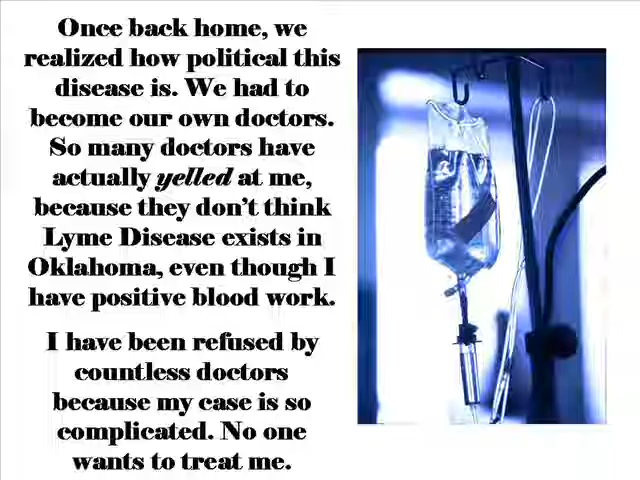 Once back home, we
realized how political this
disease is. We had to
become our own doctors.
So many doctors have
actually yelled at me,
because they don't think
Lyme Disease exists in
Oklahoma, even though I
have positive blood work.
I have been refused by
countless doctors
because my case is so
complicated. No one
wants to treat me.